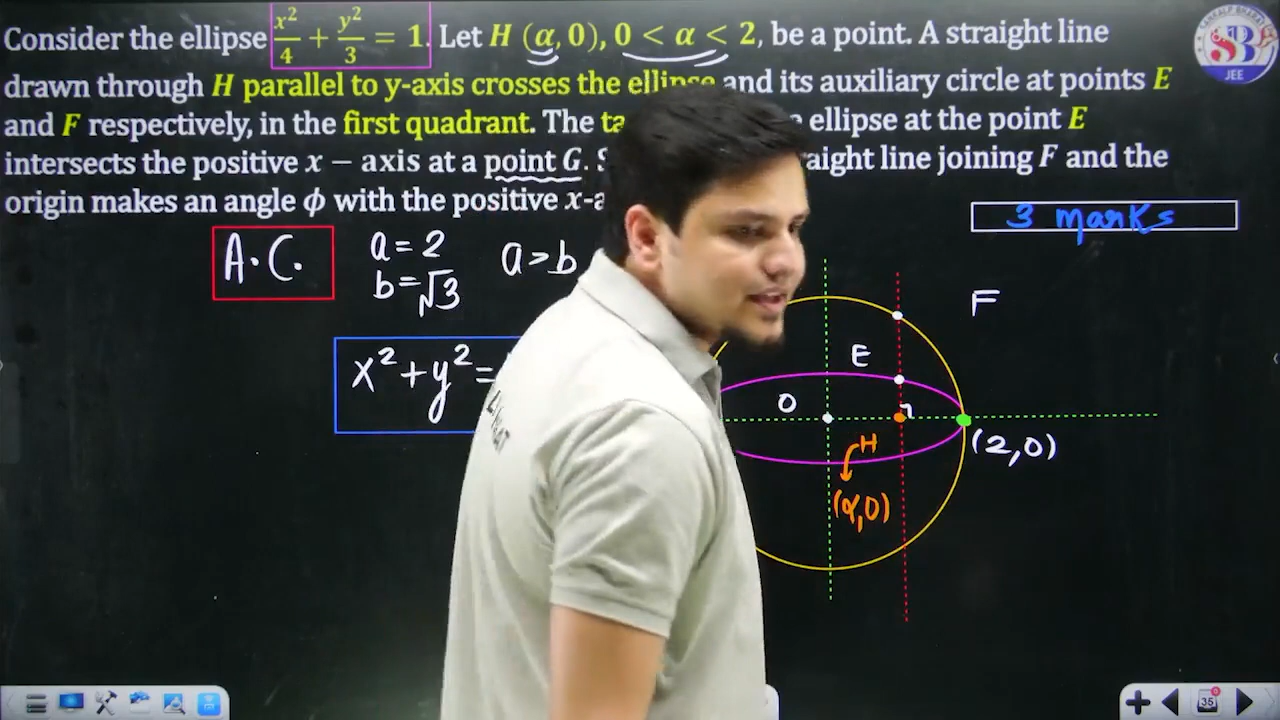 Consider the ellipse x²/4 + y²/3 = 1. Let H (α, 0), 0 < α < 2, be a point. A straight line
drawn through H parallel to y-axis crosses the ellipse and its auxiliary circle at points E
and F respectively, in the first quadrant. The ellipse at the point E
intersects the positive x – axis at a point G. line joining F and the
origin makes an angle ϕ with the positive
3 marks
A.C.
a = 2
b = √3
a > b
x² + y² =
F
E
O
H
(α,0)
(2,0)
SB
JEE
35